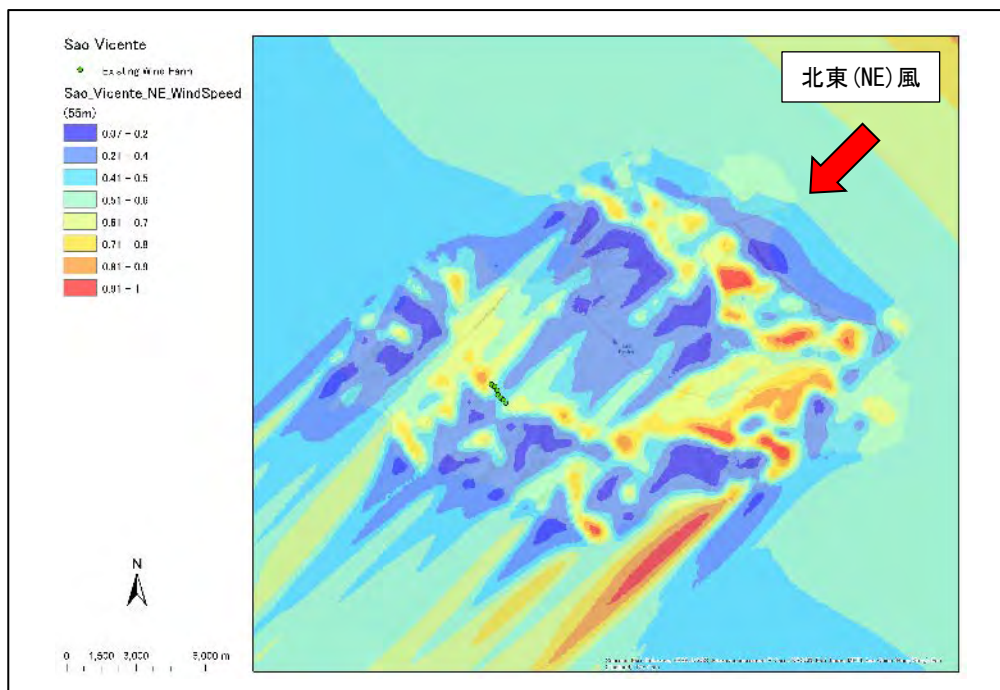 Sao Vicente
Existing Wind Farm
Sao_Vicente_NE_WindSpeed
(55m)
0.07 - 0.2
0.21 - 0.4
0.41 - 0.5
0.51 - 0.6
0.61 - 0.7
0.71 - 0.8
0.81 - 0.9
0.91 - 1
北東(NE)風
N
0 1,500 3,000 6,000 m